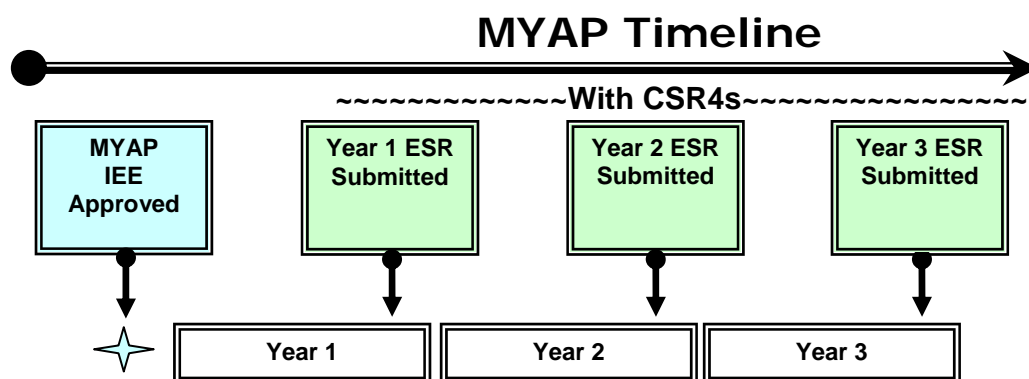 MYAP Timeline
~~~~~~~~~~~~~With CSR4s~~~~~~~~~~~~~~~~
MYAP
IEE
Approved
Year 1 ESR
Submitted
Year 2 ESR
Submitted
Year 3 ESR
Submitted
Year 1
Year 2
Year 3